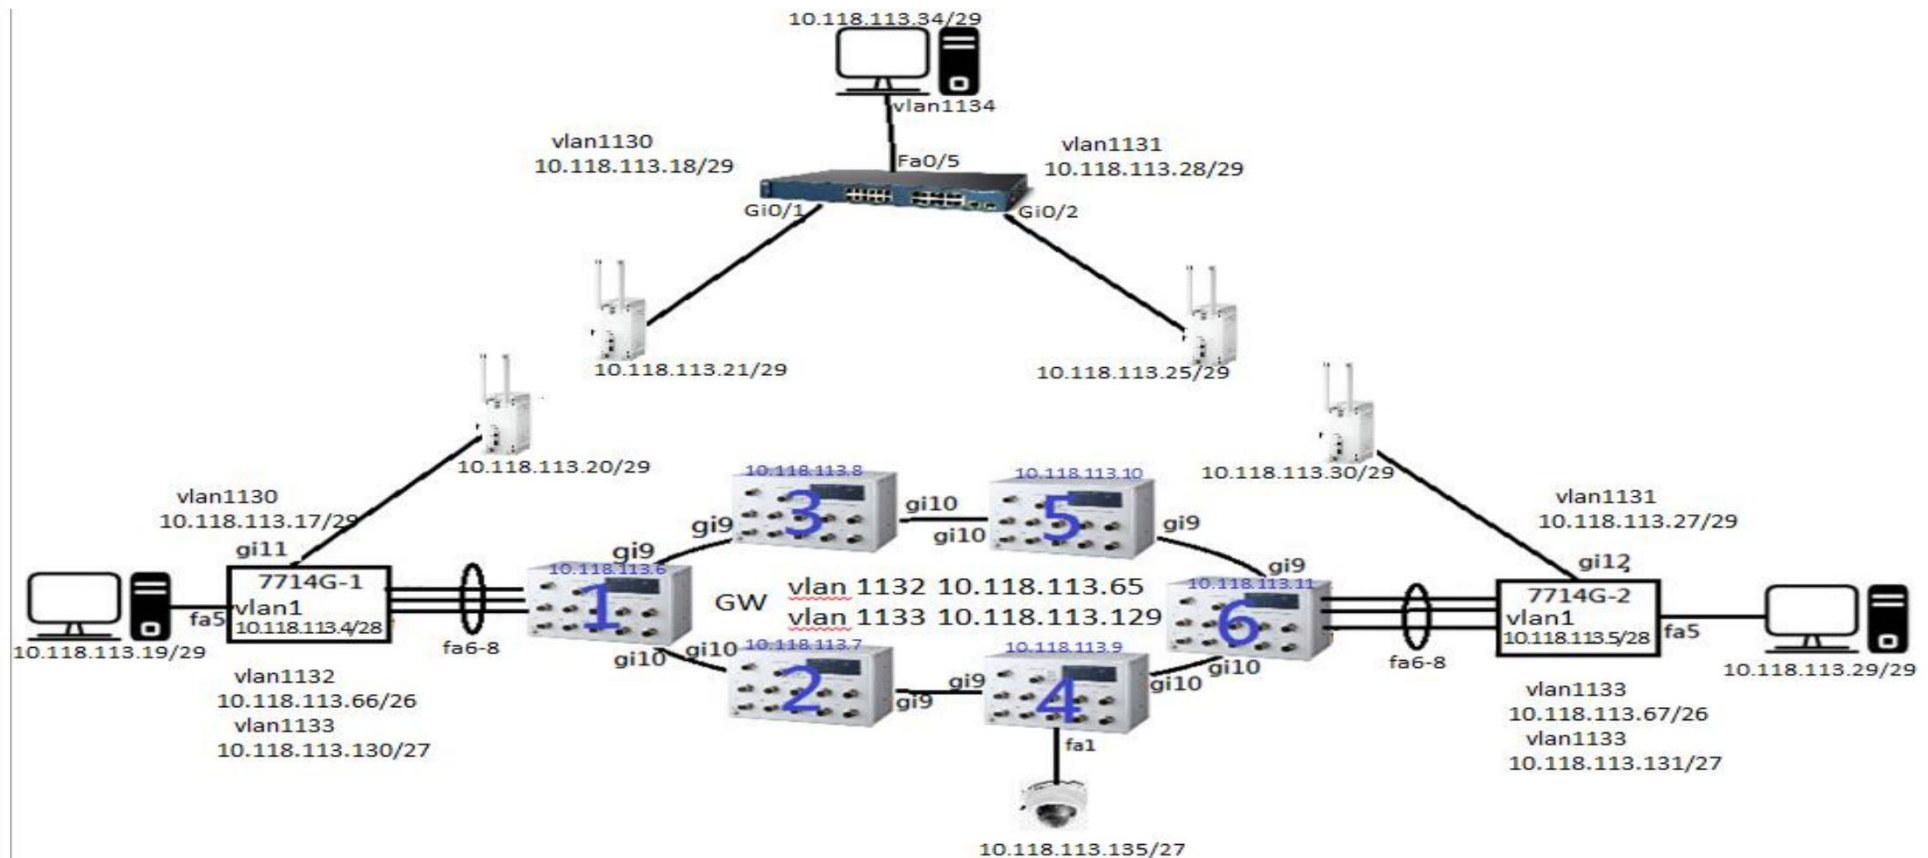 10.118.113.34/29
vlan1134
vlan1130
10.118.113.18/29
Fa0/5
vlan1131
10.118.113.28/29
Gi0/1
Gi0/2
10.118.113.21/29
10.118.113.25/29
10.118.113.20/29
10.118.113.30/29
vlan1130
10.118.113.17/29
gi11
vlan1131
10.118.113.27/29
gi12
10.118.113.8
3
gi9
gi10
10.118.113.10
5
gi10
gi9
gi9
10.118.113.6
1
gi9
10.118.113.11
6
7714G-1
vlan1
10.118.113.4/28
fa5
10.118.113.19/29
fa6-8
GW
vlan 1132 10.118.113.65
vlan 1133 10.118.113.129
7714G-2
vlan1
10.118.113.5/28
fa5
10.118.113.29/29
fa6-8
gi10
gi10
10.118.113.7
2
gi9
gi9
10.118.113.9
4
gi10
gi10
fa1
vlan1132
10.118.113.66/26
vlan1133
10.118.113.130/27
vlan1133
10.118.113.67/26
vlan1133
10.118.113.131/27
10.118.113.135/27